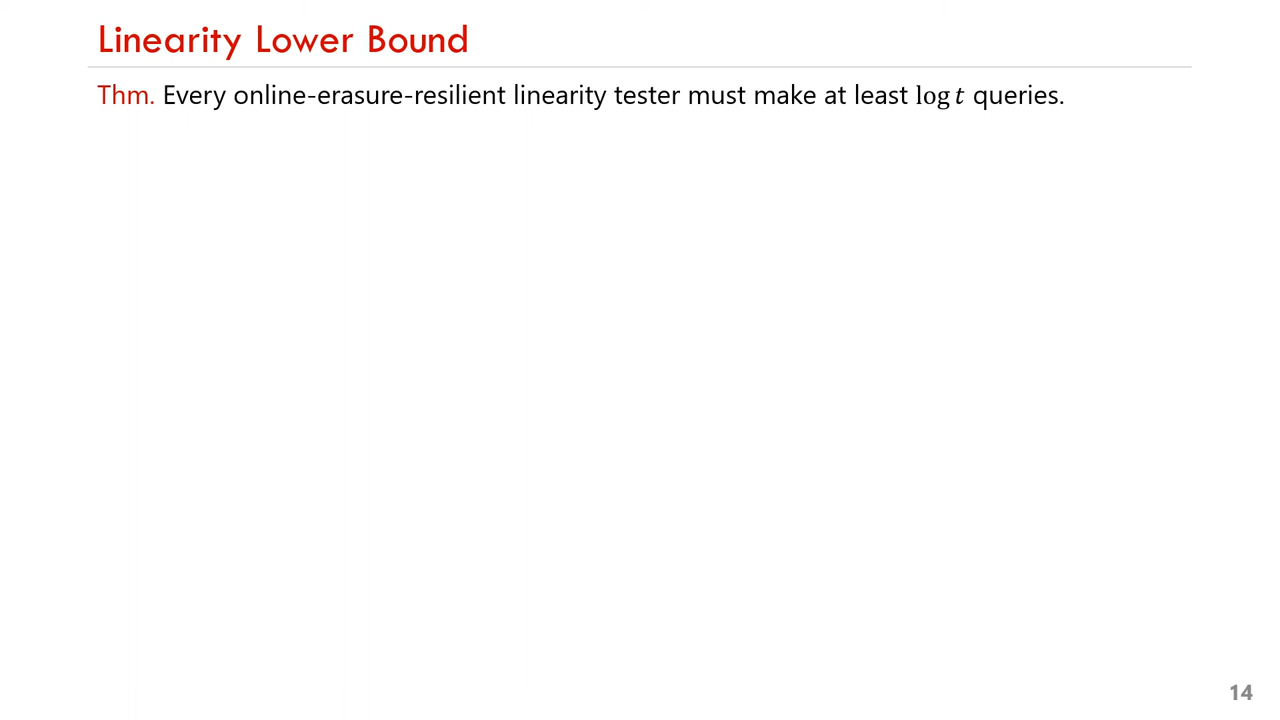 Linearity Lower Bound
Thm. Every online-erasure-resilient linearity tester must make at least log t queries.
14